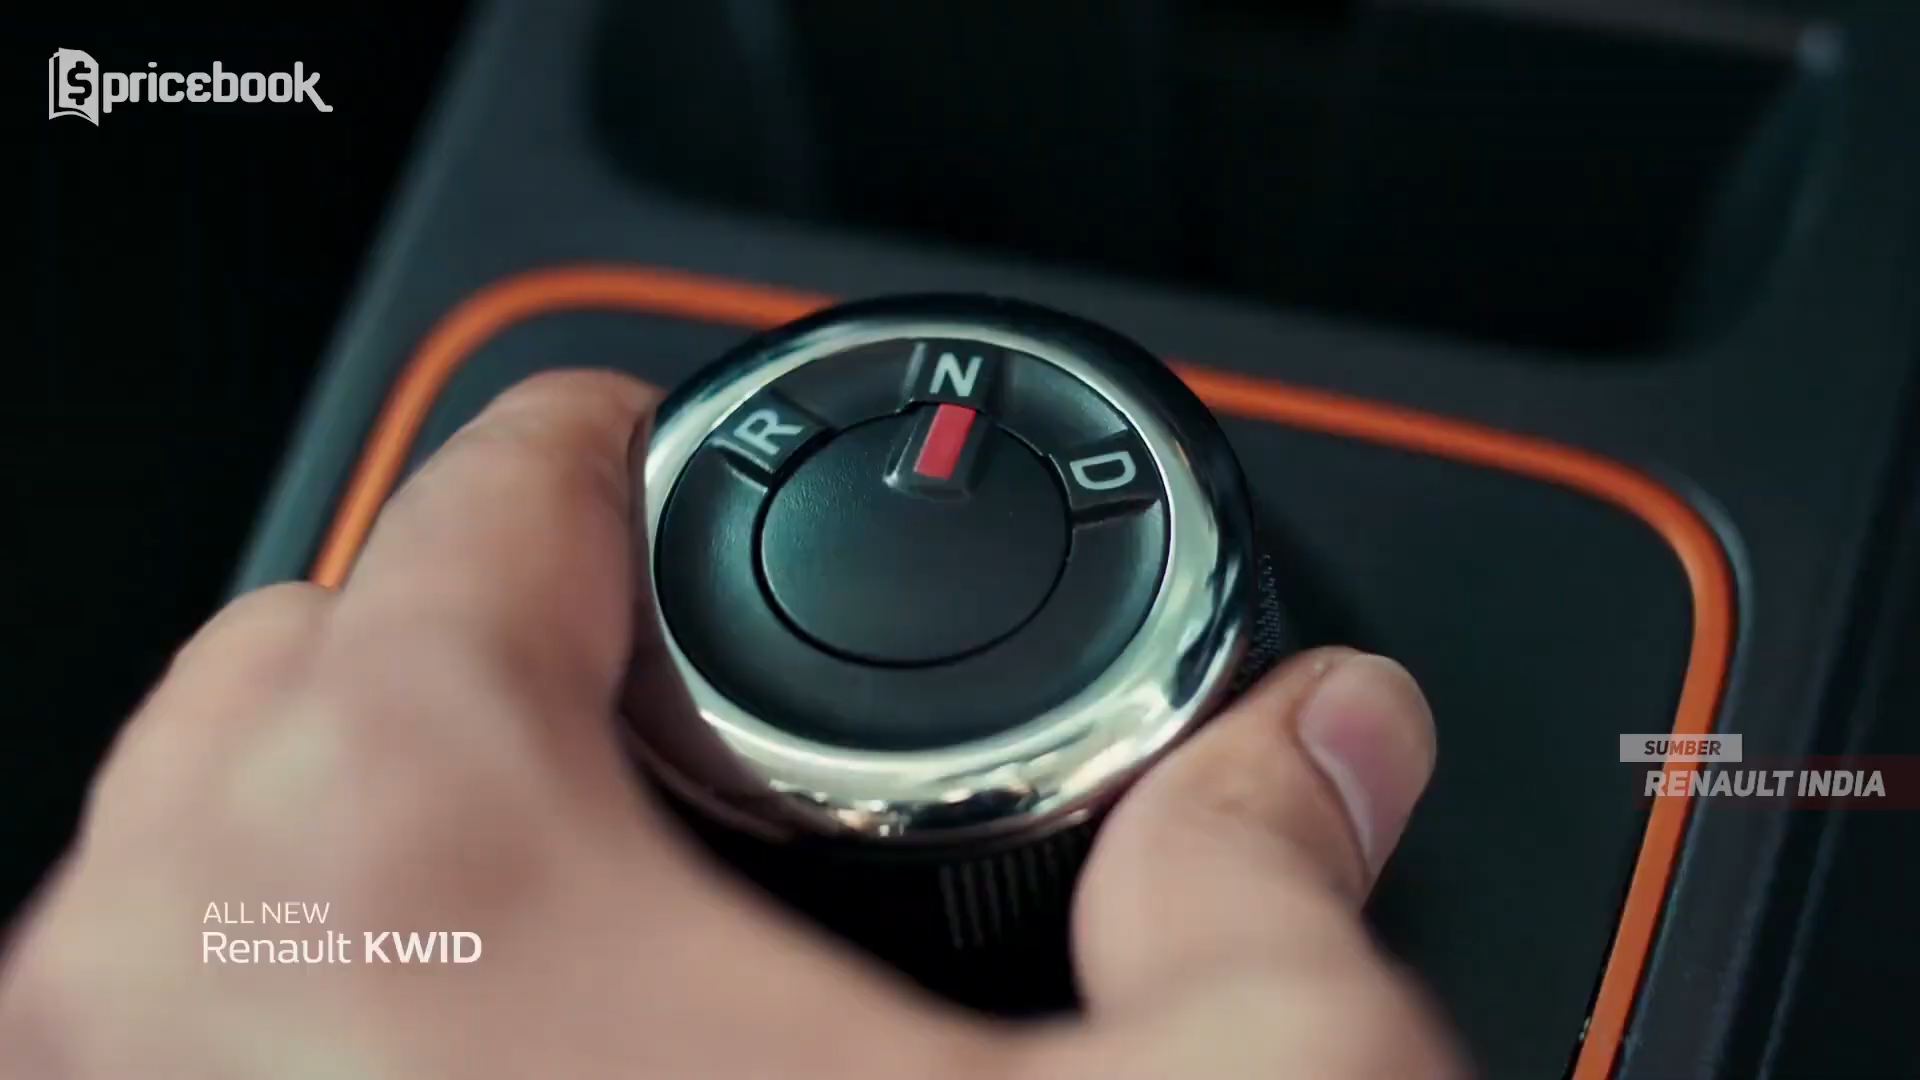 pricebook
R N D
SUMBER
RENAULT INDIA
ALL NEW
Renault KWID